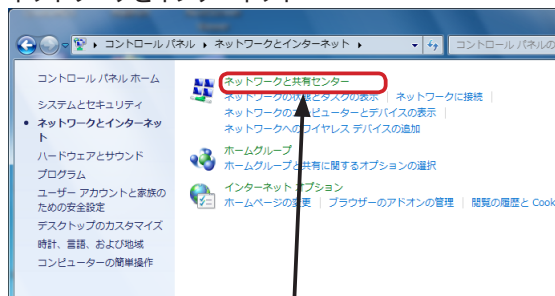 コントロール パネル ▸ ネットワークとインターネット ▸
コントロール パネルの
コントロール パネル ホーム
システムとセキュリティ
• ネットワークとインターネッ
ト
ハードウェアとサウンド
プログラム
ユーザー アカウントと家族の
ための安全設定
デスクトップのカスタマイズ
時計、言語、および地域
コンピューターの簡単操作
ネットワークと共有センター
ネットワークの状態とタスクの表示 | ネットワークに接続 |
ネットワークのコンピューターとデバイスの表示 |
ネットワークへのワイヤレス デバイスの追加
ホームグループ
ホームグループと共有に関するオプションの選択
インターネット オプション
ホームページの変更 | ブラウザーのアドオンの管理 | 閲覧の履歴と Cook